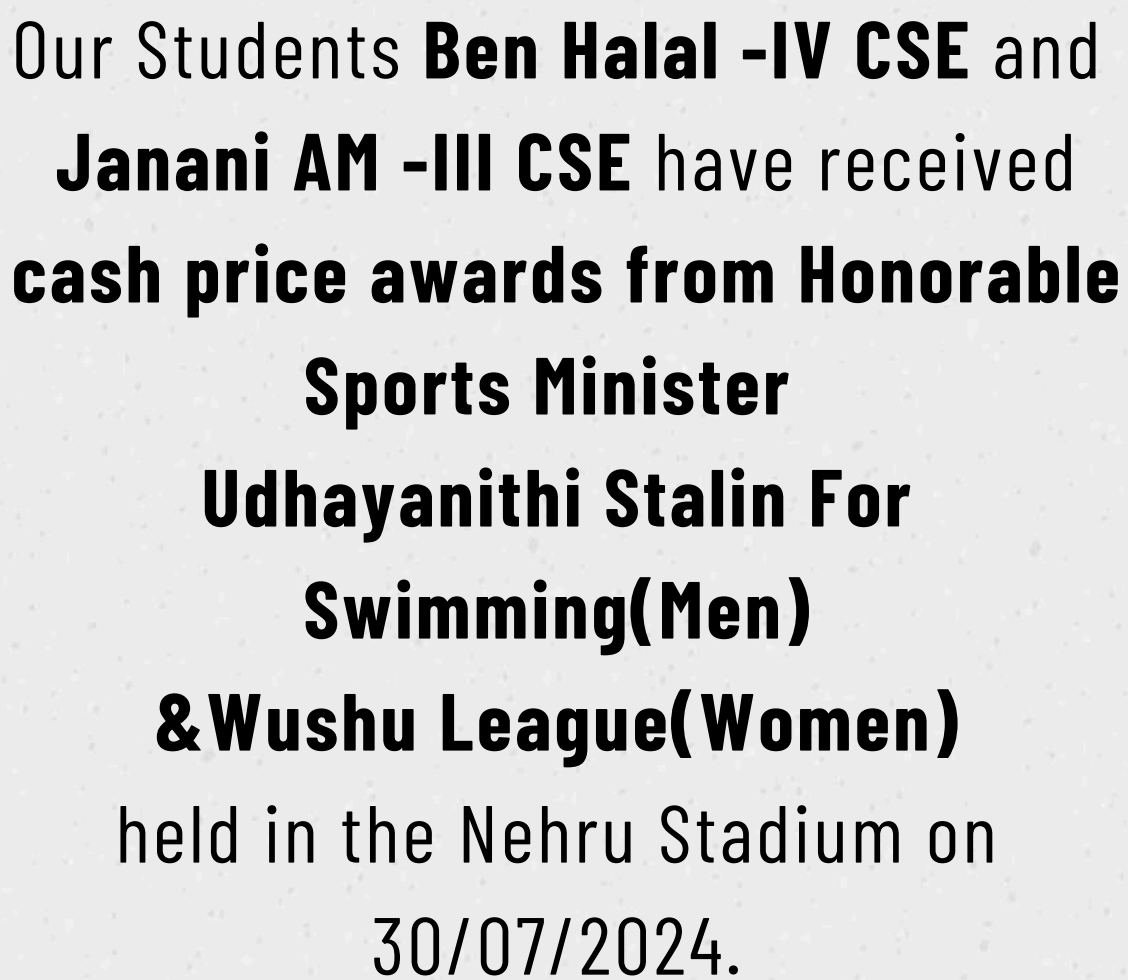 Our Students Ben Halal -IV CSE and
Janani AM -III CSE have received
cash price awards from Honorable
Sports Minister
Udhayanithi Stalin For
Swimming(Men)
&Wushu League(Women)
held in the Nehru Stadium on
30/07/2024.